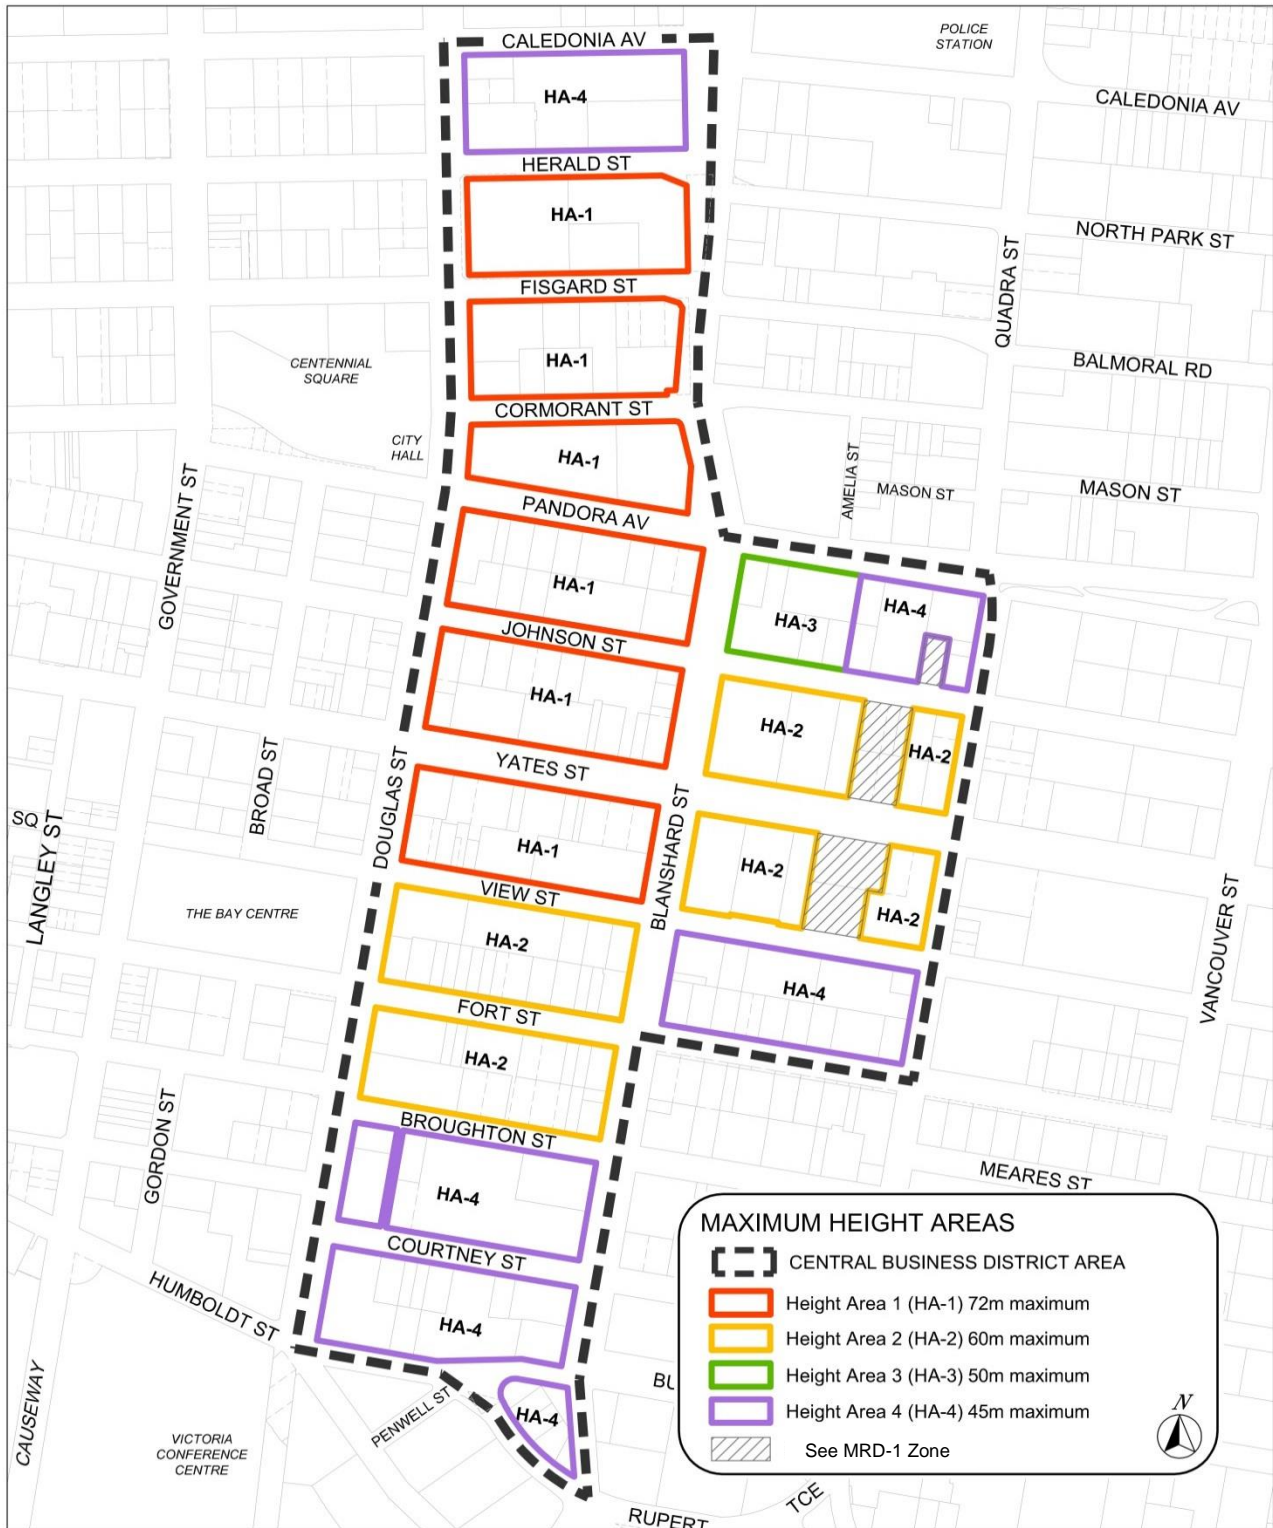 POLICE
STATION
CALEDONIA AV
CALEDONIA AV
HA-4
HERALD ST
HA-1
NORTH PARK ST
QUADRA ST
FISGARD ST
CENTENNIAL
SQUARE
HA-1
BALMORAL RD
CORMORANT ST
CITY
HALL
HA-1
AMELIA ST
MASON ST
MASON ST
GOVERNMENT ST
PANDORA AV
HA-1
HA-3
HA-4
JOHNSON ST
HA-1
HA-2
HA-2
YATES ST
BROAD ST
DOUGLAS ST
BLANSHARD ST
SQ
LANGLEY ST
HA-1
HA-2
HA-2
VIEW ST
THE BAY CENTRE
HA-2
VANCOUVER ST
HA-4
FORT ST
HA-2
GORDON ST
BROUGHTON ST
MEARES ST
HA-4
COURTNEY ST
HUMBOLDT ST
HA-4
CAUSEWAY
PENWELL ST
HA-4
BU
VICTORIA
CONFERENCE
CENTRE
RUPERT
TCE
MAXIMUM HEIGHT AREAS
CENTRAL BUSINESS DISTRICT AREA
Height Area 1 (HA-1) 72m maximum
Height Area 2 (HA-2) 60m maximum
Height Area 3 (HA-3) 50m maximum
Height Area 4 (HA-4) 45m maximum
See MRD-1 Zone
N